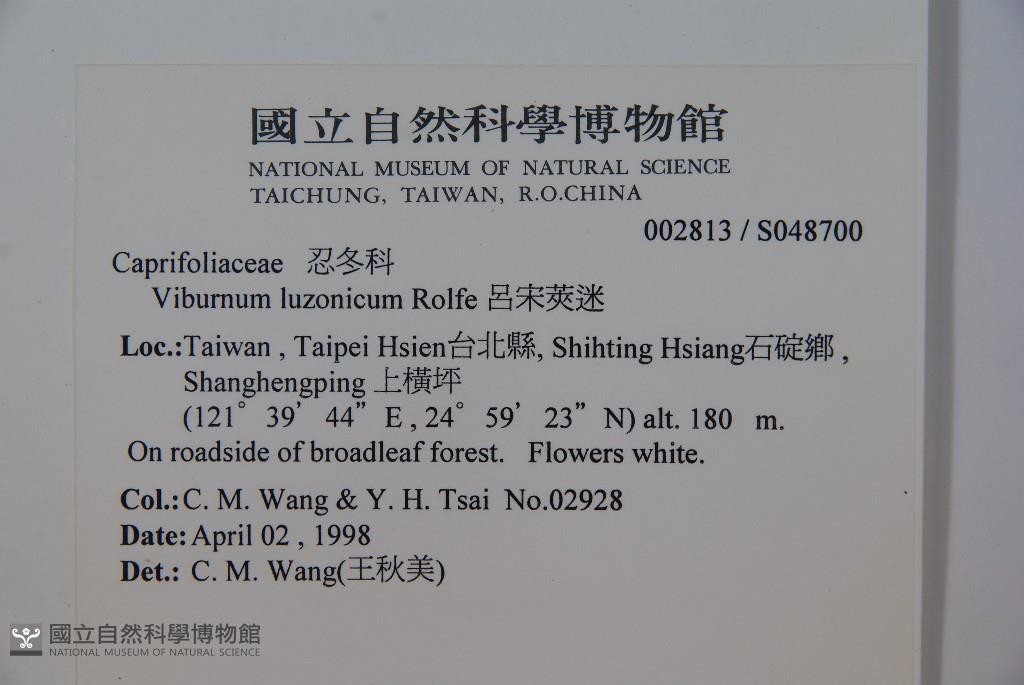 國立自然科學博物館
NATIONAL MUSEUM OF NATURAL SCIENCE
TAICHUNG, TAIWAN, R.O.CHINA
002813 / S048700
Caprifoliaceae 忍冬科
Viburnum luzonicum Rolfe 呂宋莢迷
Loc.:Taiwan , Taipei Hsien台北縣, Shihting Hsiang石碇鄉 ,
Shanghengping 上橫坪
(121° 39’ 44” E , 24° 59’ 23” N) alt. 180 m.
On roadside of broadleaf forest. Flowers white.
Col.:C. M. Wang & Y. H. Tsai No.02928
Date:April 02 , 1998
Det.: C. M. Wang(王秋美)
國立自然科學博物館
NATIONAL MUSEUM OF NATURAL SCIENCE